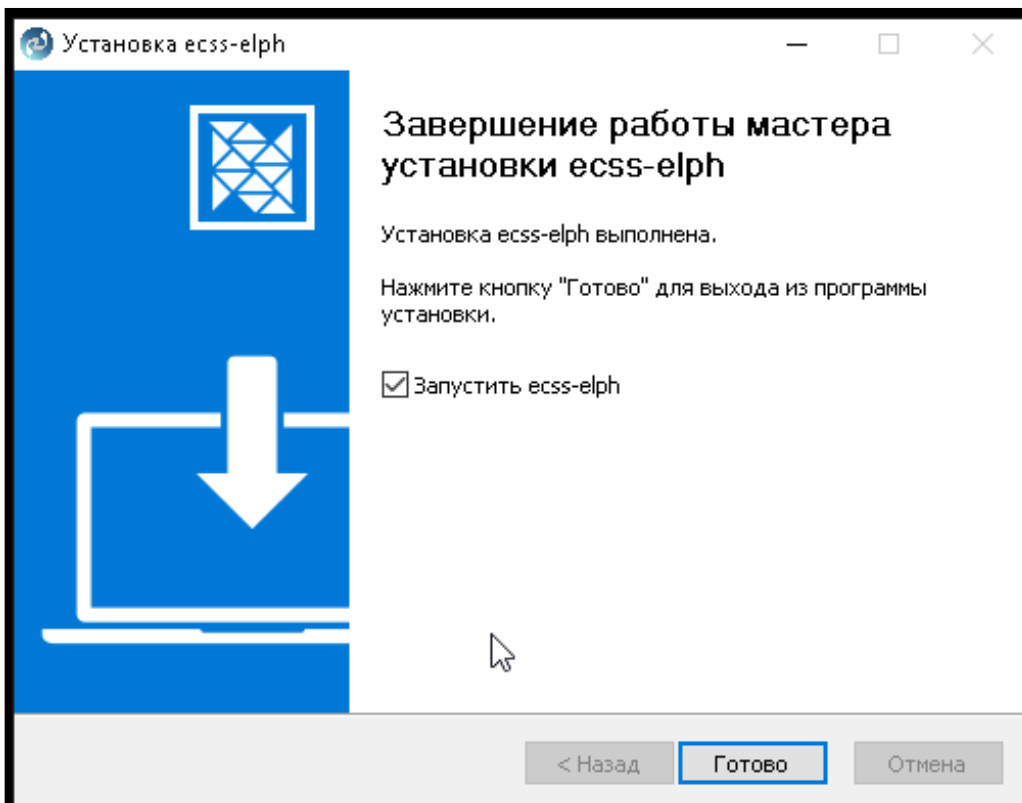 Установка ecss-elph
Завершение работы мастера
установки ecss-elph
Установка ecss-elph выполнена.
Нажмите кнопку "Готово" для выхода из программы
установки.
Запустить ecss-elph
< Назад
Готово
Отмена